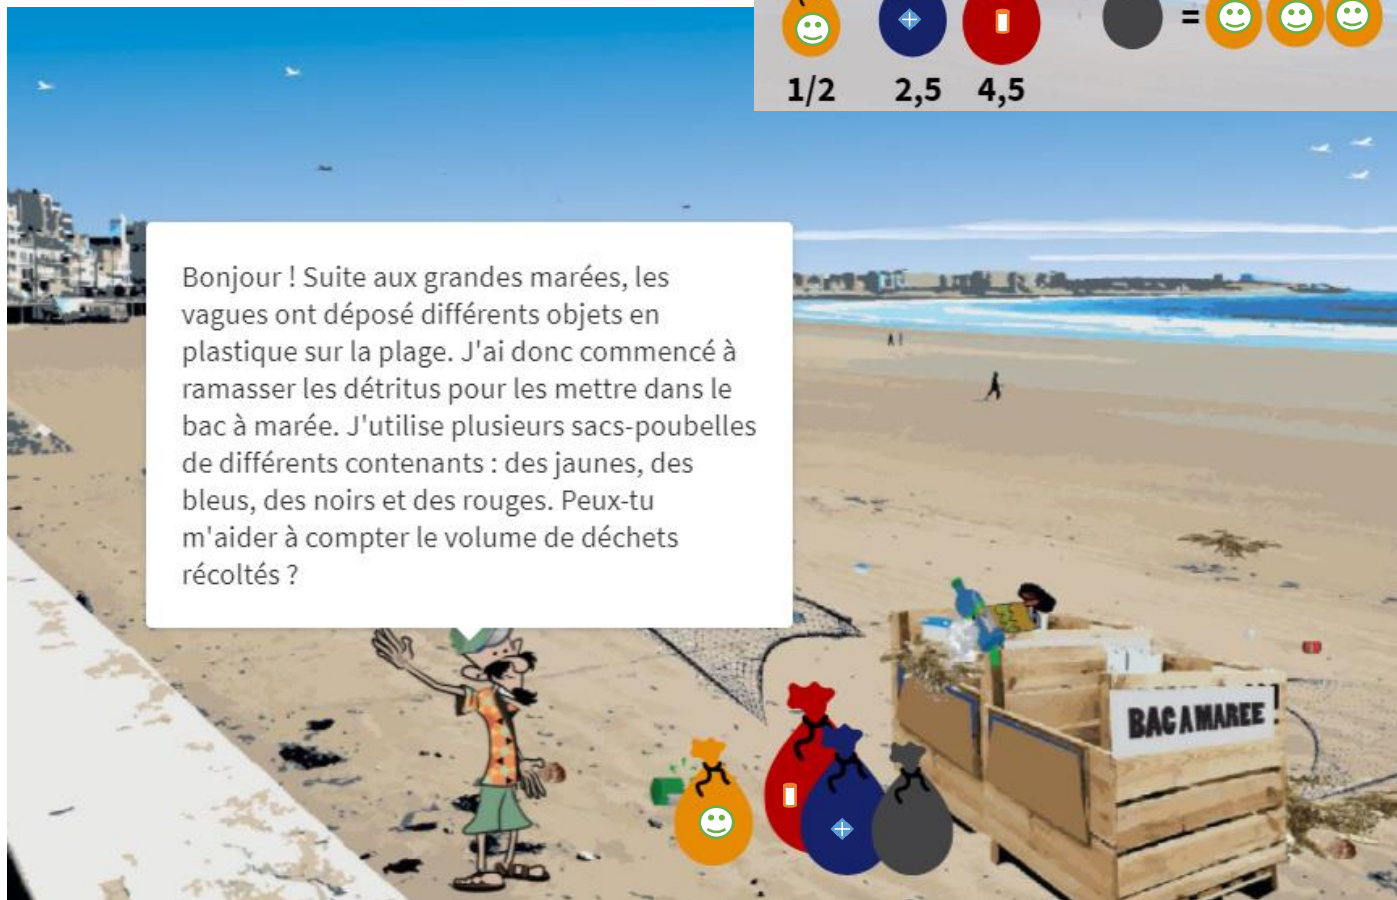 =
1/2 2,5 4,5
Bonjour ! Suite aux grandes marées, les
vagues ont déposé différents objets en
plastique sur la plage. J'ai donc commencé à
ramasser les détritus pour les mettre dans le
bac à marée. J'utilise plusieurs sacs-poubelles
de différents contenants : des jaunes, des
bleus, des noirs et des rouges. Peux-tu
m'aider à compter le volume de déchets
récoltés ?
BAC A MAREE